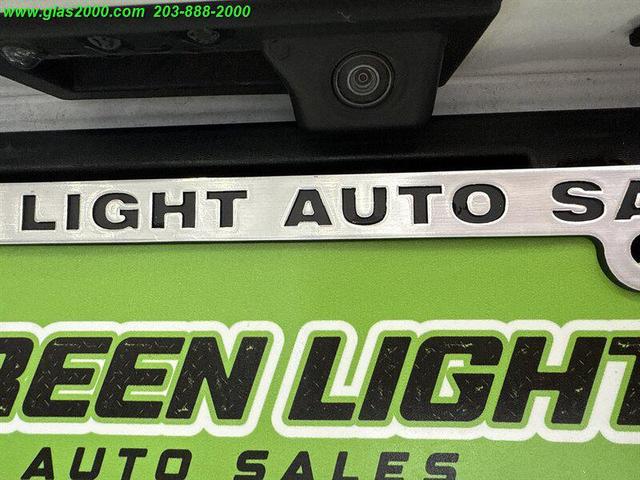 www.glas2000.com 203-888-2000
LIGHT AUTO SA
REEN LIGHT
AUTO SALES